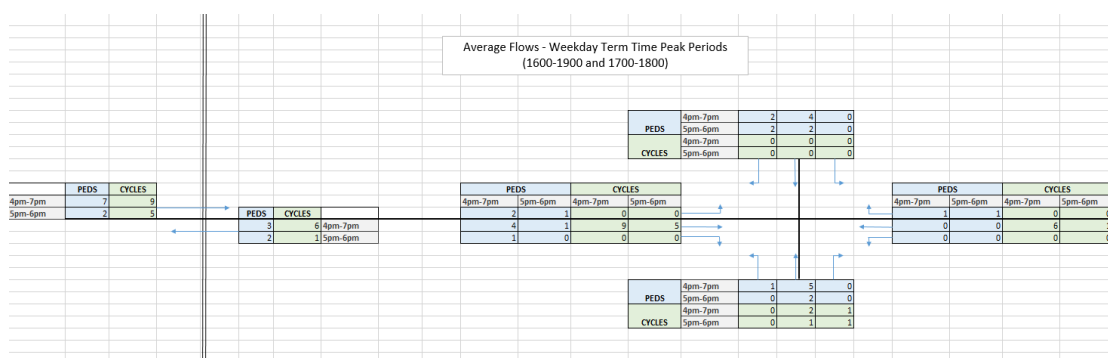 Average Flows - Weekday Term Time Peak Periods
(1600-1900 and 1700-1800)
4pm-7pm 2 4 0
PEDS 5pm-6pm 2 2 0
4pm-7pm 0 0 0
CYCLES 5pm-6pm 0 0 0
PEDS CYCLES
4pm-7pm 7 9
5pm-6pm 2 5
PEDS CYCLES
3 6 4pm-7pm
2 1 5pm-6pm
PEDS CYCLES
4pm-7pm 5pm-6pm 4pm-7pm 5pm-6pm
2 1 0 0
4 1 9 5
1 0 0 0
PEDS CYCLES
4pm-7pm 5pm-6pm 4pm-7pm
1 1 0
0 0 6
0 0 0
4pm-7pm 1 5 0
PEDS 5pm-6pm 0 2 0
4pm-7pm 0 2 1
CYCLES 5pm-6pm 0 1 1